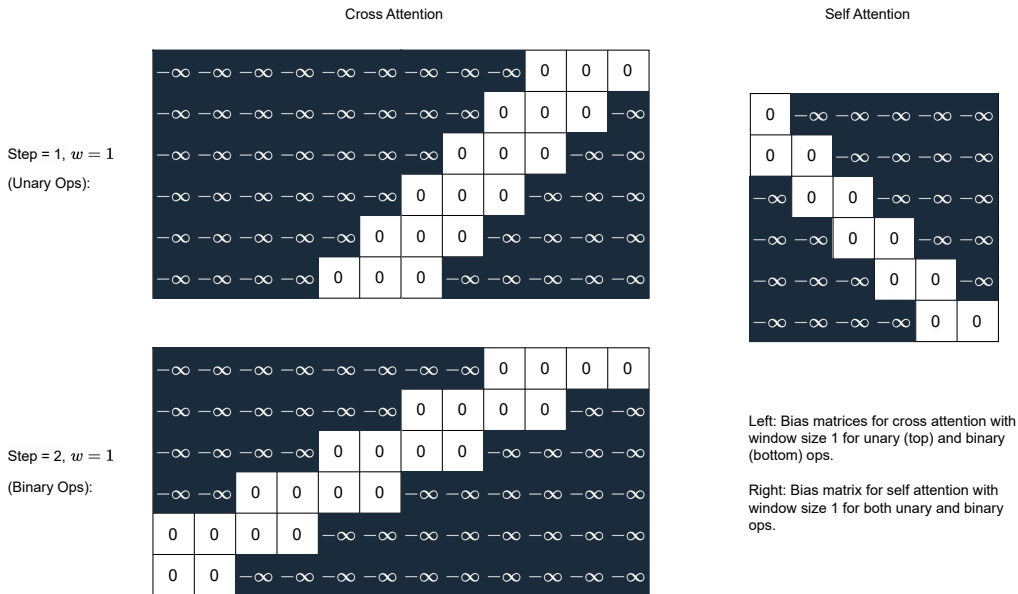 Cross Attention
Self Attention
Step = 1, w = 1
(Unary Ops):
−∞ −∞ −∞ −∞ −∞ −∞ −∞ −∞ −∞ 0 0 0
−∞ −∞ −∞ −∞ −∞ −∞ −∞ −∞ 0 0 0 −∞
−∞ −∞ −∞ −∞ −∞ −∞ −∞ 0 0 0 −∞ −∞
−∞ −∞ −∞ −∞ −∞ −∞ 0 0 0 −∞ −∞ −∞
−∞ −∞ −∞ −∞ −∞ 0 0 0 −∞ −∞ −∞ −∞
−∞ −∞ −∞ −∞ 0 0 0 −∞ −∞ −∞ −∞ −∞
0 −∞ −∞ −∞ −∞ −∞
0 0 −∞ −∞ −∞ −∞
−∞ 0 0 −∞ −∞ −∞
−∞ −∞ 0 0 −∞ −∞
−∞ −∞ −∞ 0 0 −∞
−∞ −∞ −∞ −∞ 0 0
Step = 2, w = 1
(Binary Ops):
−∞ −∞ −∞ −∞ −∞ −∞ −∞ −∞ 0 0 0 0
−∞ −∞ −∞ −∞ −∞ −∞ 0 0 0 0 −∞ −∞
−∞ −∞ −∞ −∞ 0 0 0 0 −∞ −∞ −∞ −∞
−∞ −∞ 0 0 0 0 −∞ −∞ −∞ −∞ −∞ −∞
0 0 0 0 −∞ −∞ −∞ −∞ −∞ −∞ −∞ −∞
0 0 −∞ −∞ −∞ −∞ −∞ −∞ −∞ −∞ −∞ −∞
Left: Bias matrices for cross attention with
window size 1 for unary (top) and binary
(bottom) ops.
Right: Bias matrix for self attention with
window size 1 for both unary and binary
ops.